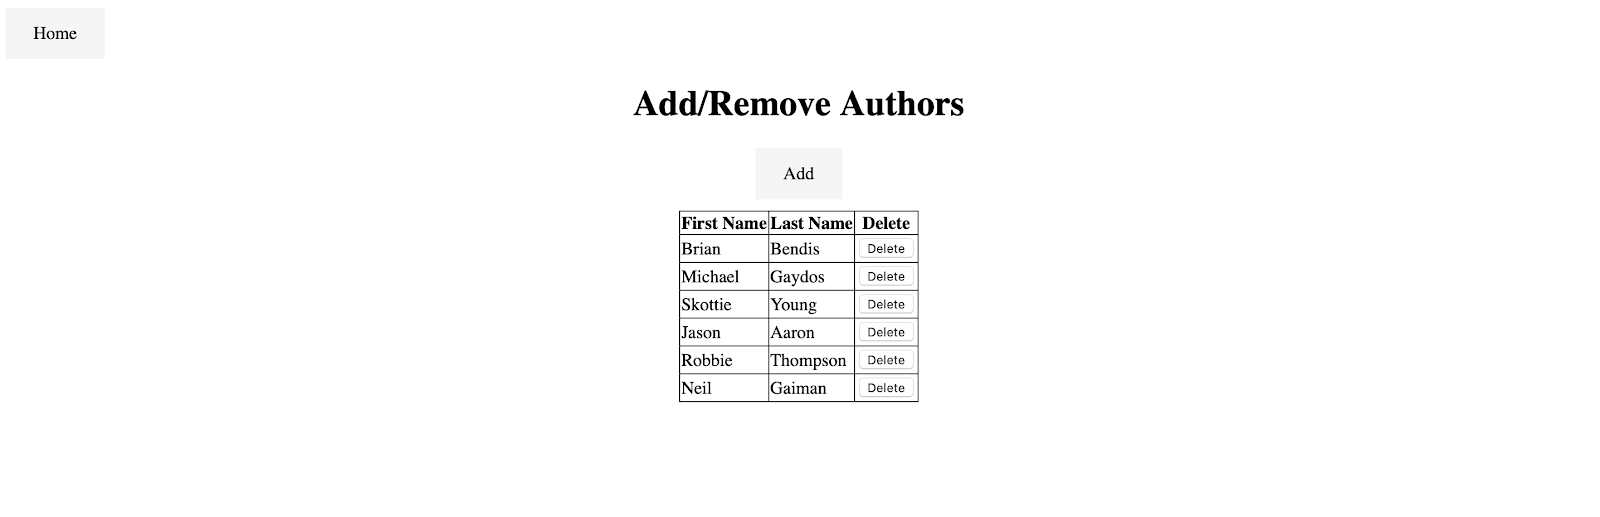 Home
Add/Remove Authors
Add
First Name Last Name Delete
Brian Bendis Delete
Michael Gaydos Delete
Skottie Young Delete
Jason Aaron Delete
Robbie Thompson Delete
Neil Gaiman Delete